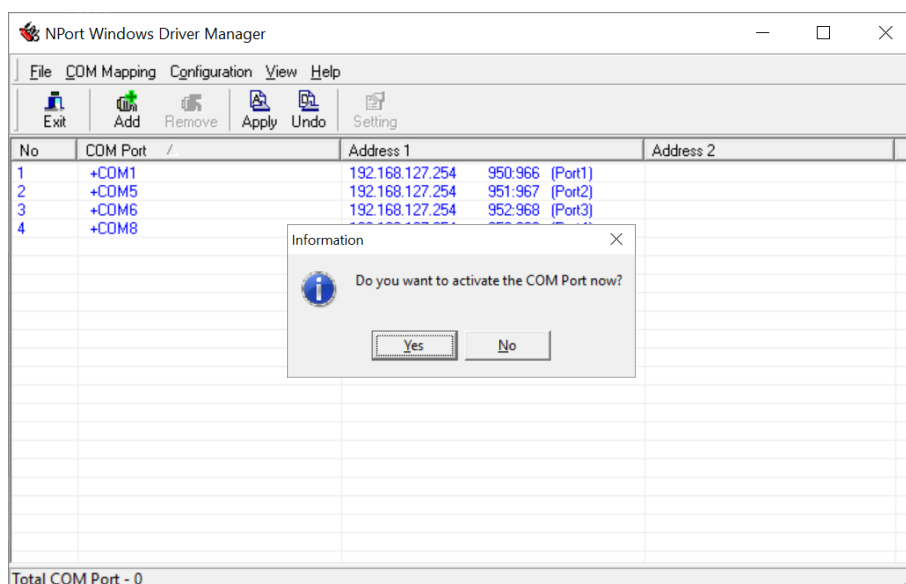 NPort Windows Driver Manager
File COM Mapping Configuration View Help
Exit Add Remove Apply Undo Setting
No COM Port / Address 1 Address 2
1 +COM1 192.168.127.254 950:966 (Port1)
2 +COM5 192.168.127.254 951:967 (Port2)
3 +COM6 192.168.127.254 952:968 (Port3)
4 +COM8
Information
Do you want to activate the COM Port now?
Yes No
Total COM Port - 0